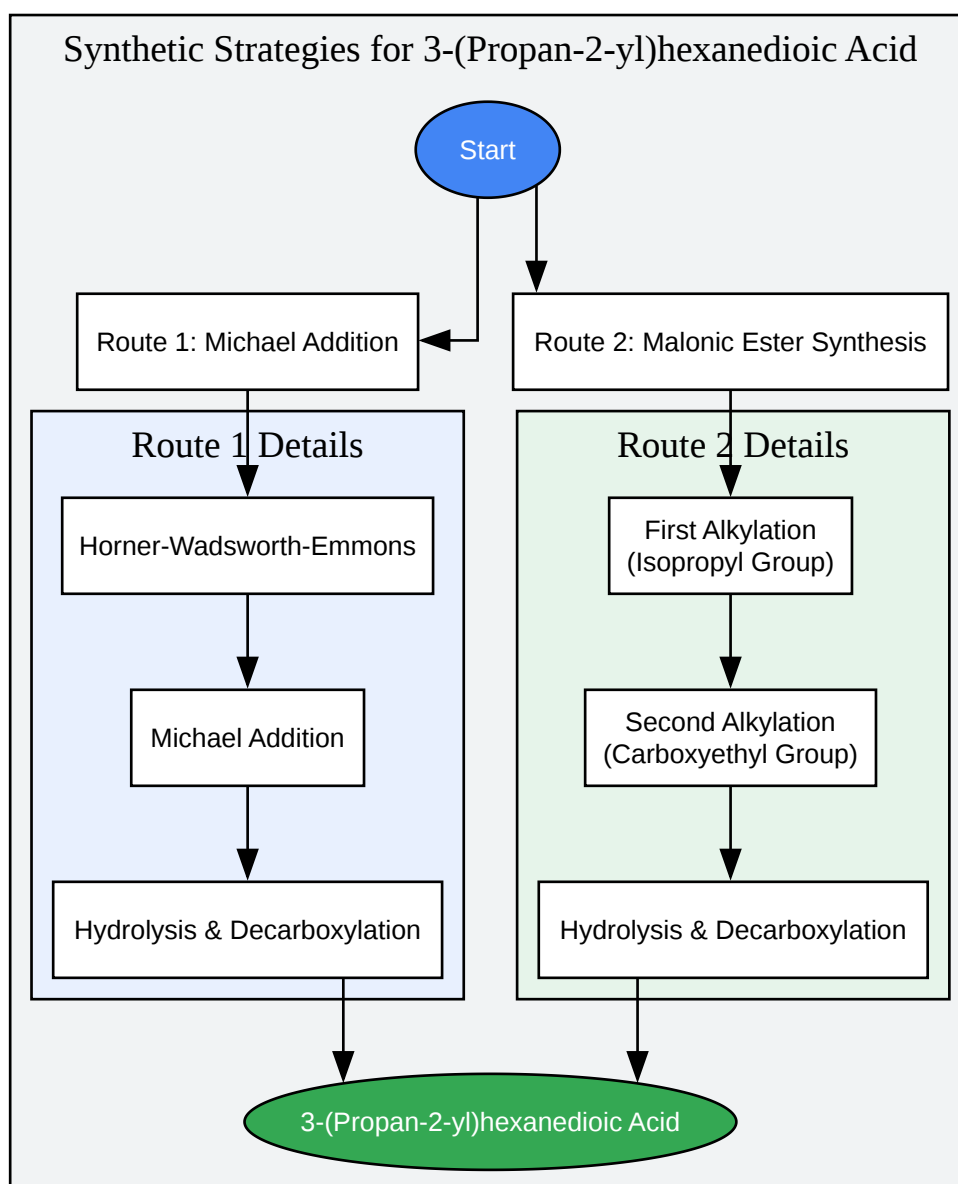 Synthetic Strategies for 3-(Propan-2-yl)hexanedioic Acid
Start
Route 1: Michael Addition
Route 2: Malonic Ester Synthesis
Route 1 Details
Horner-Wadsworth-Emmons
Michael Addition
Hydrolysis & Decarboxylation
Route 2 Details
First Alkylation
(Isopropyl Group)
Second Alkylation
(Carboxyethyl Group)
Hydrolysis & Decarboxylation
3-(Propan-2-yl)hexanedioic Acid